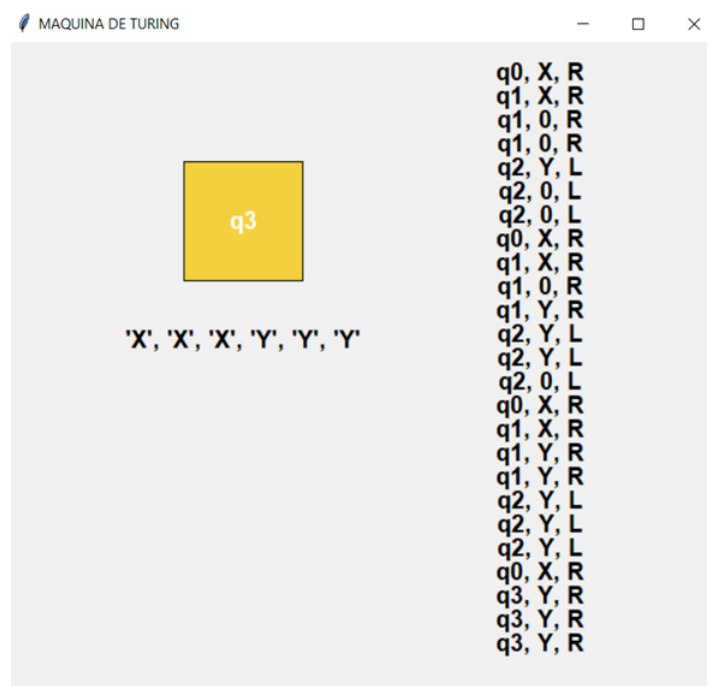 MAQUINA DE TURING
q3
'X', 'X', 'X', 'Y', 'Y', 'Y'
q0, X, R
q1, X, R
q1, 0, R
q1, 0, R
q2, Y, L
q2, 0, L
q2, 0, L
q0, X, R
q1, X, R
q1, 0, R
q1, Y, R
q2, Y, L
q2, Y, L
q2, 0, L
q0, X, R
q1, X, R
q1, Y, R
q1, Y, R
q2, Y, L
q2, Y, L
q2, Y, L
q0, X, R
q3, Y, R
q3, Y, R
q3, Y, R